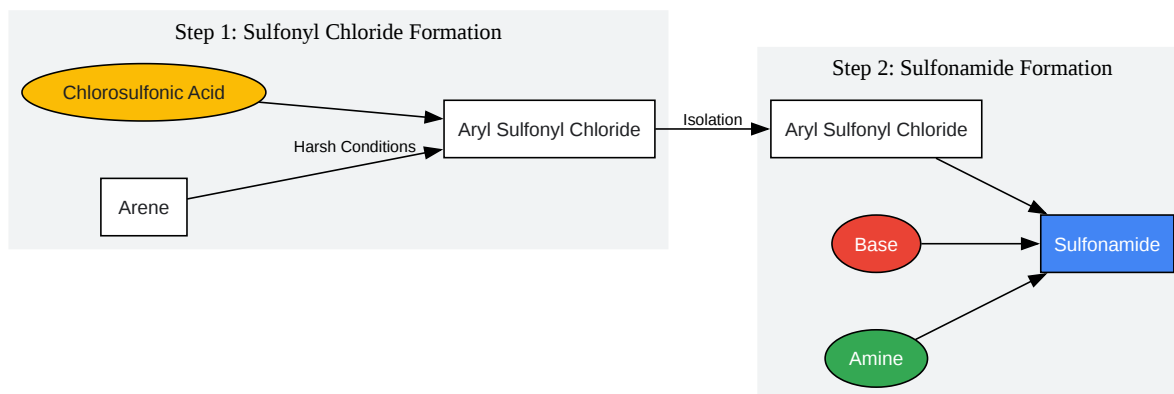 Step 1: Sulfonyl Chloride Formation
Chlorosulfonic Acid
Aryl Sulfonyl Chloride
Harsh Conditions
Arene
Isolation
Step 2: Sulfonamide Formation
Aryl Sulfonyl Chloride
Base
Sulfonamide
Amine